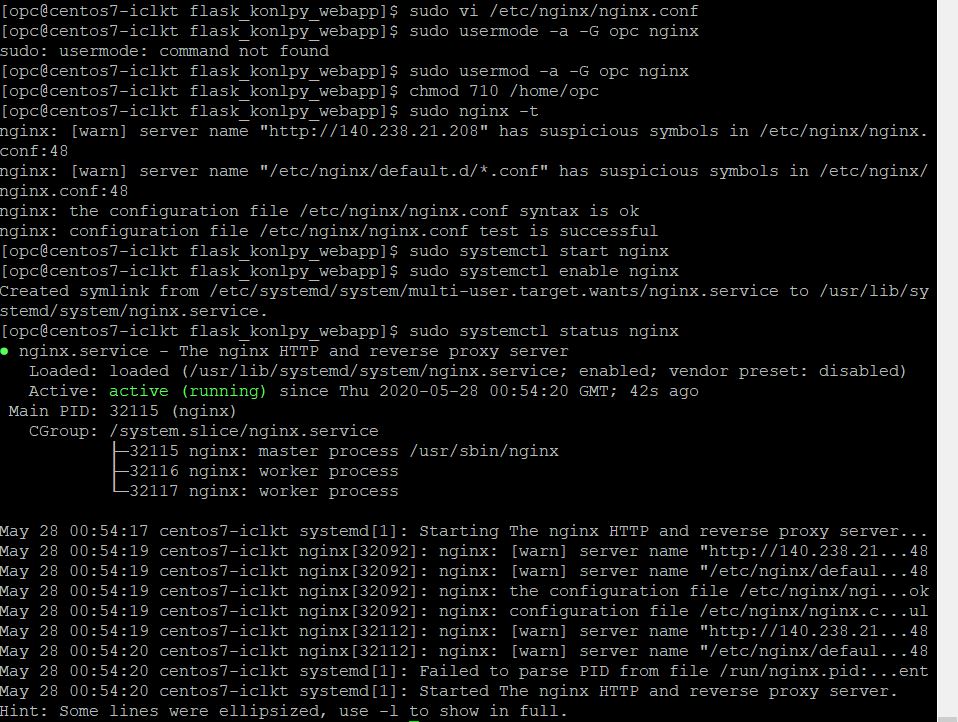 [opc@centos7-iclkt flask_konlpy_webapp]$ sudo vi /etc/nginx/nginx.conf
[opc@centos7-iclkt flask_konlpy_webapp]$ sudo usermode -a -G opc nginx
sudo: usermode: command not found
[opc@centos7-iclkt flask_konlpy_webapp]$ sudo usermod -a -G opc nginx
[opc@centos7-iclkt flask_konlpy_webapp]$ chmod 710 /home/opc
[opc@centos7-iclkt flask_konlpy_webapp]$ sudo nginx -t
nginx: [warn] server name "http://140.238.21.208" has suspicious symbols in /etc/nginx/nginx.
conf:48
nginx: [warn] server name "/etc/nginx/default.d/*.conf" has suspicious symbols in /etc/nginx/
nginx.conf:48
nginx: the configuration file /etc/nginx/nginx.conf syntax is ok
nginx: configuration file /etc/nginx/nginx.conf test is successful
[opc@centos7-iclkt flask_konlpy_webapp]$ sudo systemctl start nginx
[opc@centos7-iclkt flask_konlpy_webapp]$ sudo systemctl enable nginx
Created symlink from /etc/systemd/system/multi-user.target.wants/nginx.service to /usr/lib/sy
stemd/system/nginx.service.
[opc@centos7-iclkt flask_konlpy_webapp]$ sudo systemctl status nginx
● nginx.service - The nginx HTTP and reverse proxy server
   Loaded: loaded (/usr/lib/systemd/system/nginx.service; enabled; vendor preset: disabled)
   Active: active (running) since Thu 2020-05-28 00:54:20 GMT; 42s ago
 Main PID: 32115 (nginx)
   CGroup: /system.slice/nginx.service
           ├─32115 nginx: master process /usr/sbin/nginx
           ├─32116 nginx: worker process
           └─32117 nginx: worker process

May 28 00:54:17 centos7-iclkt systemd[1]: Starting The nginx HTTP and reverse proxy server...
May 28 00:54:19 centos7-iclkt nginx[32092]: nginx: [warn] server name "http://140.238.21...48
May 28 00:54:19 centos7-iclkt nginx[32092]: nginx: [warn] server name "/etc/nginx/defaul...48
May 28 00:54:19 centos7-iclkt nginx[32092]: nginx: the configuration file /etc/nginx/ngi...ok
May 28 00:54:19 centos7-iclkt nginx[32092]: nginx: configuration file /etc/nginx/nginx.c...ul
May 28 00:54:19 centos7-iclkt nginx[32112]: nginx: [warn] server name "http://140.238.21...48
May 28 00:54:20 centos7-iclkt nginx[32112]: nginx: [warn] server name "/etc/nginx/defaul...48
May 28 00:54:20 centos7-iclkt systemd[1]: Failed to parse PID from file /run/nginx.pid:...ent
May 28 00:54:20 centos7-iclkt systemd[1]: Started The nginx HTTP and reverse proxy server.
Hint: Some lines were ellipsized, use -l to show in full.